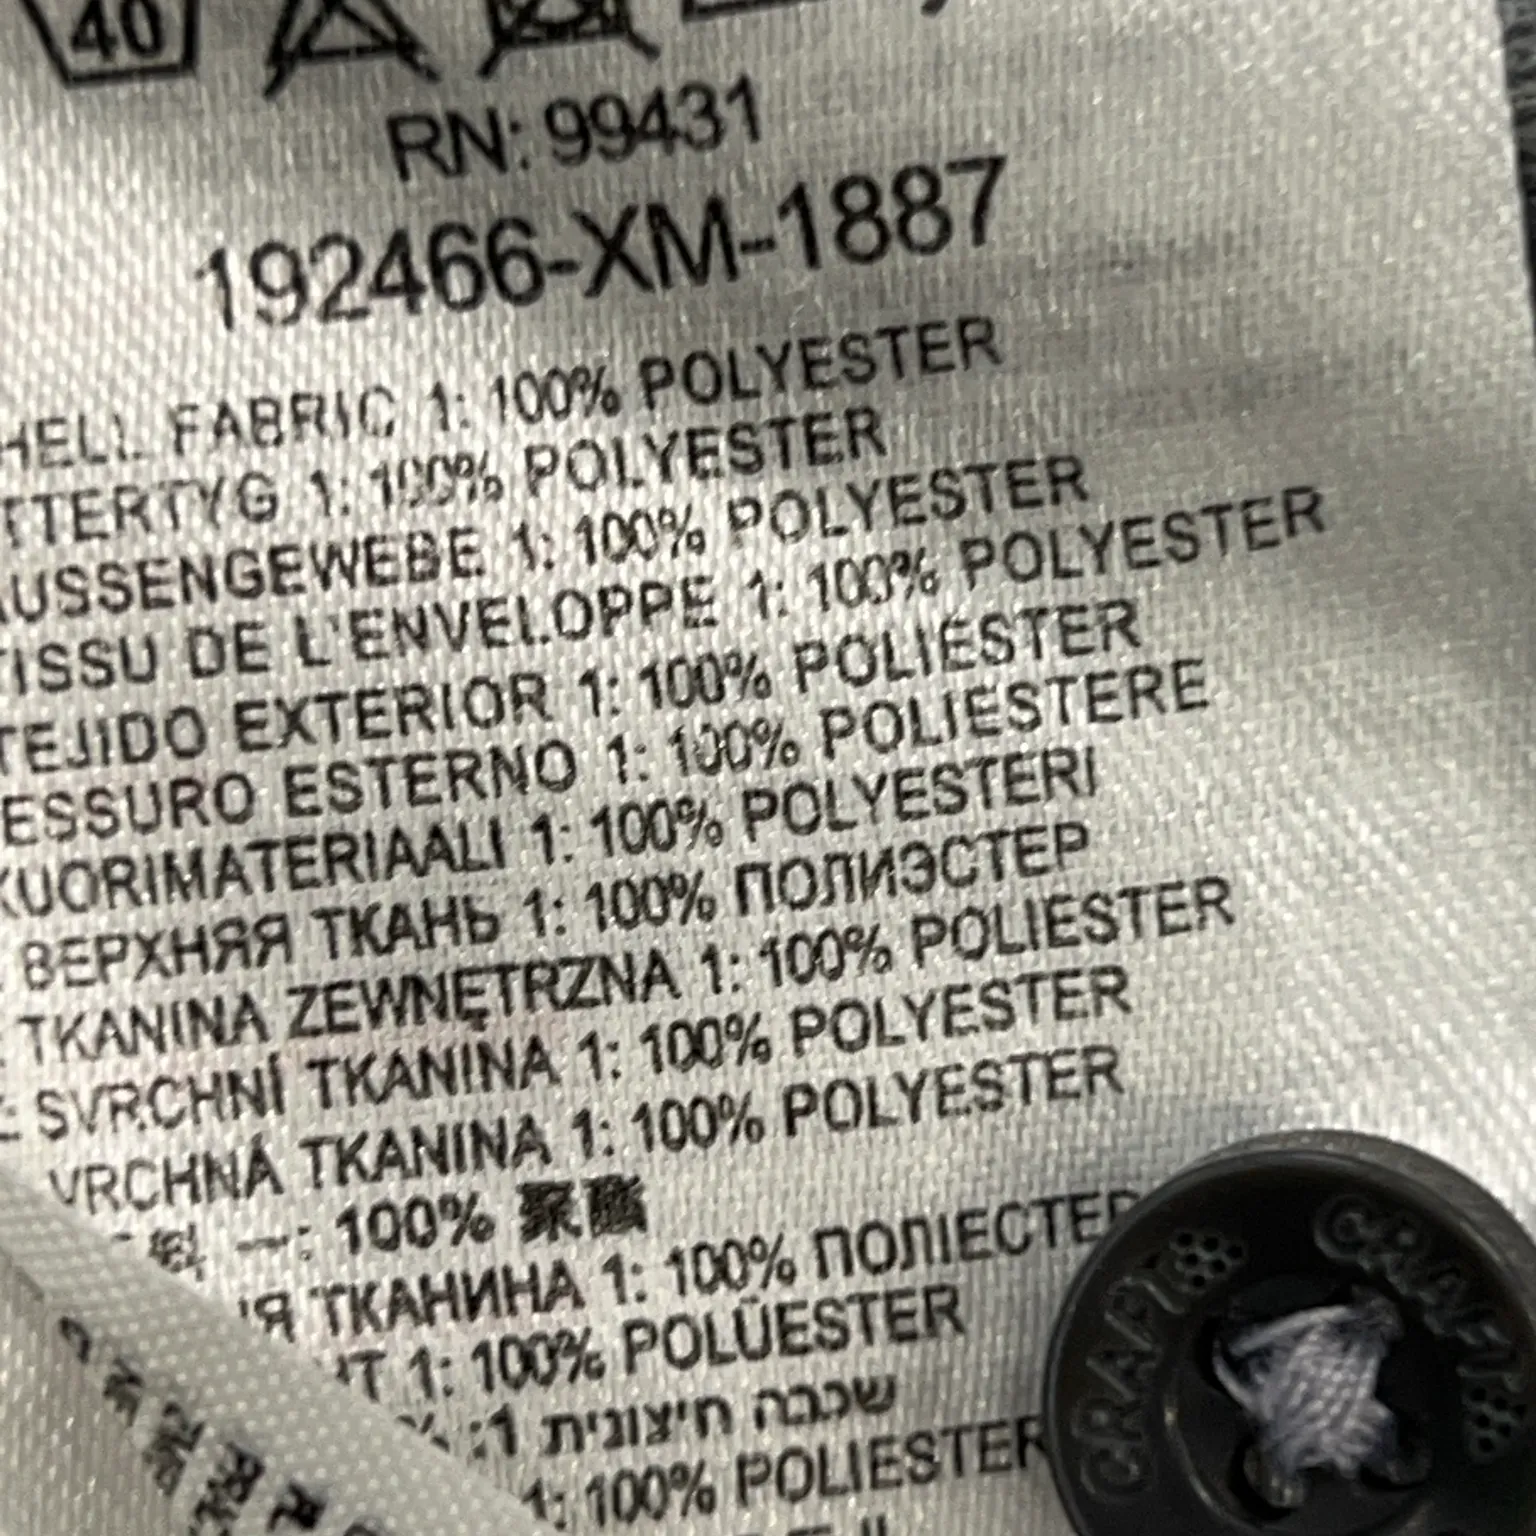 40
RN: 99431
192466-XM-1887
HELL FABRIC 1: 100% POLYESTER
TTERTYG 1: 100% POLYESTER
AUSSENGEWEBE 1: 100% POLYESTER
TISSU DE L'ENVELOPPE 1: 100% POLYESTER
TEJIDO EXTERIOR 1: 100% POLIESTER
ESSURO ESTERNO 1: 100% POLIESTERE
KUORIMATERIAALI 1: 100% POLYESTERI
ВЕРХНЯЯ ТКАНЬ 1: 100% ПОЛИЭСТЕР
TKANINA ZEWNĘTRZNA 1: 100% POLIESTER
SVRCHNÍ TKANINA 1: 100% POLYESTER
VRCHNÁ TKANINA 1: 100% POLYESTER
一: 100% 聚酯
Я ТКАНИНА 1: 100% ПОЛІЕСТЕР
T 1: 100% POLÜESTER
שכבה חיצונית 1: %
1: 100% POLIESTER
CRAFT CRAFT